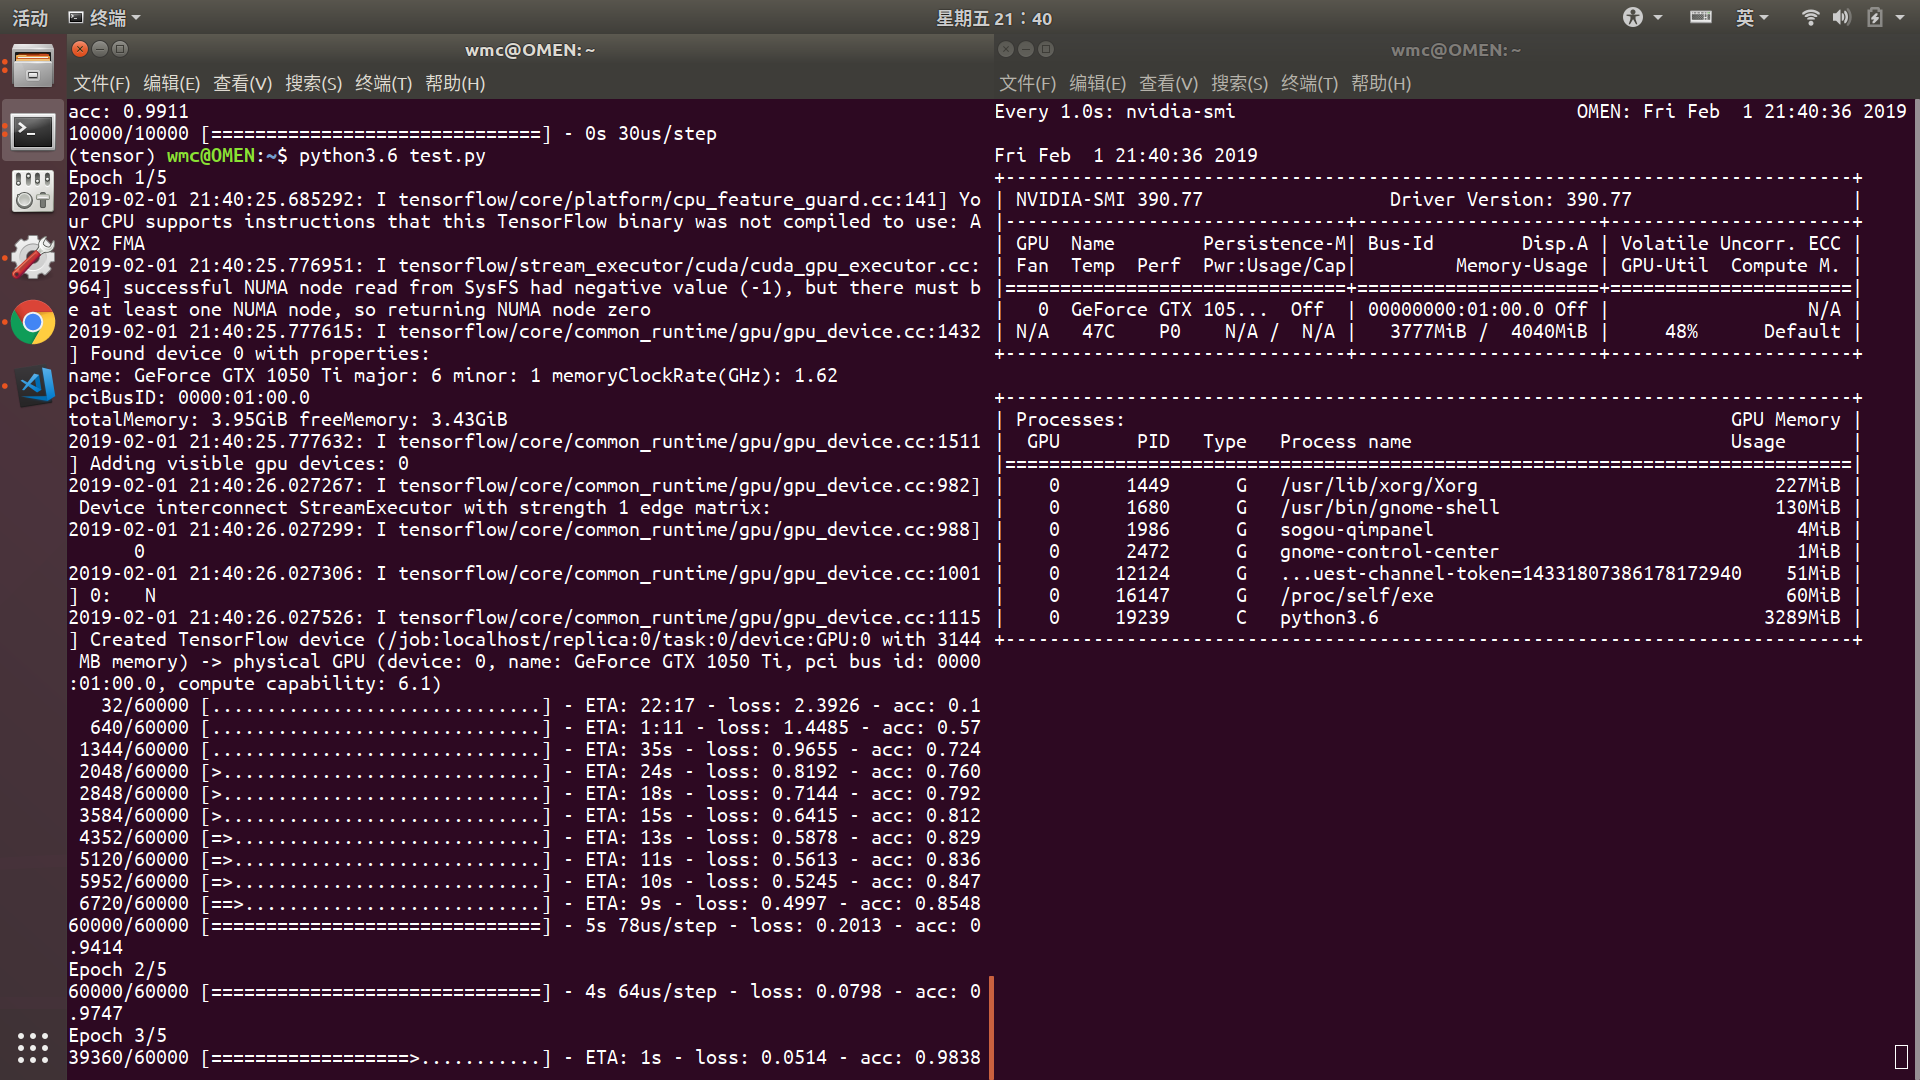 活动 终端 星期五 21：40 英
wmc@OMEN: ~
文件(F) 编辑(E) 查看(V) 搜索(S) 终端(T) 帮助(H)
acc: 0.9911
10000/10000 [==============================] - 0s 30us/step
(tensor) wmc@OMEN:~$ python3.6 test.py
Epoch 1/5
2019-02-01 21:40:25.685292: I tensorflow/core/platform/cpu_feature_guard.cc:141] Yo
ur CPU supports instructions that this TensorFlow binary was not compiled to use: A
VX2 FMA
2019-02-01 21:40:25.776951: I tensorflow/stream_executor/cuda/cuda_gpu_executor.cc:
964] successful NUMA node read from SysFS had negative value (-1), but there must b
e at least one NUMA node, so returning NUMA node zero
2019-02-01 21:40:25.777615: I tensorflow/core/common_runtime/gpu/gpu_device.cc:1432
] Found device 0 with properties:
name: GeForce GTX 1050 Ti major: 6 minor: 1 memoryClockRate(GHz): 1.62
pciBusID: 0000:01:00.0
totalMemory: 3.95GiB freeMemory: 3.43GiB
2019-02-01 21:40:25.777632: I tensorflow/core/common_runtime/gpu/gpu_device.cc:1511
] Adding visible gpu devices: 0
2019-02-01 21:40:26.027267: I tensorflow/core/common_runtime/gpu/gpu_device.cc:982]
 Device interconnect StreamExecutor with strength 1 edge matrix:
2019-02-01 21:40:26.027299: I tensorflow/core/common_runtime/gpu/gpu_device.cc:988]
      0
2019-02-01 21:40:26.027306: I tensorflow/core/common_runtime/gpu/gpu_device.cc:1001
] 0:   N
2019-02-01 21:40:26.027526: I tensorflow/core/common_runtime/gpu/gpu_device.cc:1115
] Created TensorFlow device (/job:localhost/replica:0/task:0/device:GPU:0 with 3144
 MB memory) -> physical GPU (device: 0, name: GeForce GTX 1050 Ti, pci bus id: 0000
:01:00.0, compute capability: 6.1)
   32/60000 [..............................] - ETA: 22:17 - loss: 2.3926 - acc: 0.1
  640/60000 [..............................] - ETA: 1:11 - loss: 1.4485 - acc: 0.57
 1344/60000 [..............................] - ETA: 35s - loss: 0.9655 - acc: 0.724
 2048/60000 [>.............................] - ETA: 24s - loss: 0.8192 - acc: 0.760
 2848/60000 [>.............................] - ETA: 18s - loss: 0.7144 - acc: 0.792
 3584/60000 [>.............................] - ETA: 15s - loss: 0.6415 - acc: 0.812
 4352/60000 [=>............................] - ETA: 13s - loss: 0.5878 - acc: 0.829
 5120/60000 [=>............................] - ETA: 11s - loss: 0.5613 - acc: 0.836
 5952/60000 [=>............................] - ETA: 10s - loss: 0.5245 - acc: 0.847
 6720/60000 [==>...........................] - ETA: 9s - loss: 0.4997 - acc: 0.8548
60000/60000 [==============================] - 5s 78us/step - loss: 0.2013 - acc: 0
.9414
Epoch 2/5
60000/60000 [==============================] - 4s 64us/step - loss: 0.0798 - acc: 0
.9747
Epoch 3/5
39360/60000 [==================>...........] - ETA: 1s - loss: 0.0514 - acc: 0.9838
wmc@OMEN: ~
文件(F) 编辑(E) 查看(V) 搜索(S) 终端(T) 帮助(H)
Every 1.0s: nvidia-smi                               OMEN: Fri Feb  1 21:40:36 2019
Fri Feb  1 21:40:36 2019
+-----------------------------------------------------------------------------+
| NVIDIA-SMI 390.77                 Driver Version: 390.77                    |
|-------------------------------+----------------------+----------------------+
| GPU  Name        Persistence-M| Bus-Id        Disp.A | Volatile Uncorr. ECC |
| Fan  Temp  Perf  Pwr:Usage/Cap|         Memory-Usage | GPU-Util  Compute M. |
|===============================+======================+======================|
|   0  GeForce GTX 105...  Off  | 00000000:01:00.0 Off |                  N/A |
| N/A   47C    P0    N/A /  N/A |   3777MiB /  4040MiB |     48%      Default |
+-------------------------------+----------------------+----------------------+
+-----------------------------------------------------------------------------+
| Processes:                                                       GPU Memory |
|  GPU       PID   Type   Process name                             Usage      |
|=============================================================================|
|    0      1449      G   /usr/lib/xorg/Xorg                           227MiB |
|    0      1680      G   /usr/bin/gnome-shell                         130MiB |
|    0      1986      G   sogou-qimpanel                                 4MiB |
|    0      2472      G   gnome-control-center                           1MiB |
|    0     12124      G   ...uest-channel-token=14331807386178172940    51MiB |
|    0     16147      G   /proc/self/exe                                60MiB |
|    0     19239      C   python3.6                                   3289MiB |
+-----------------------------------------------------------------------------+